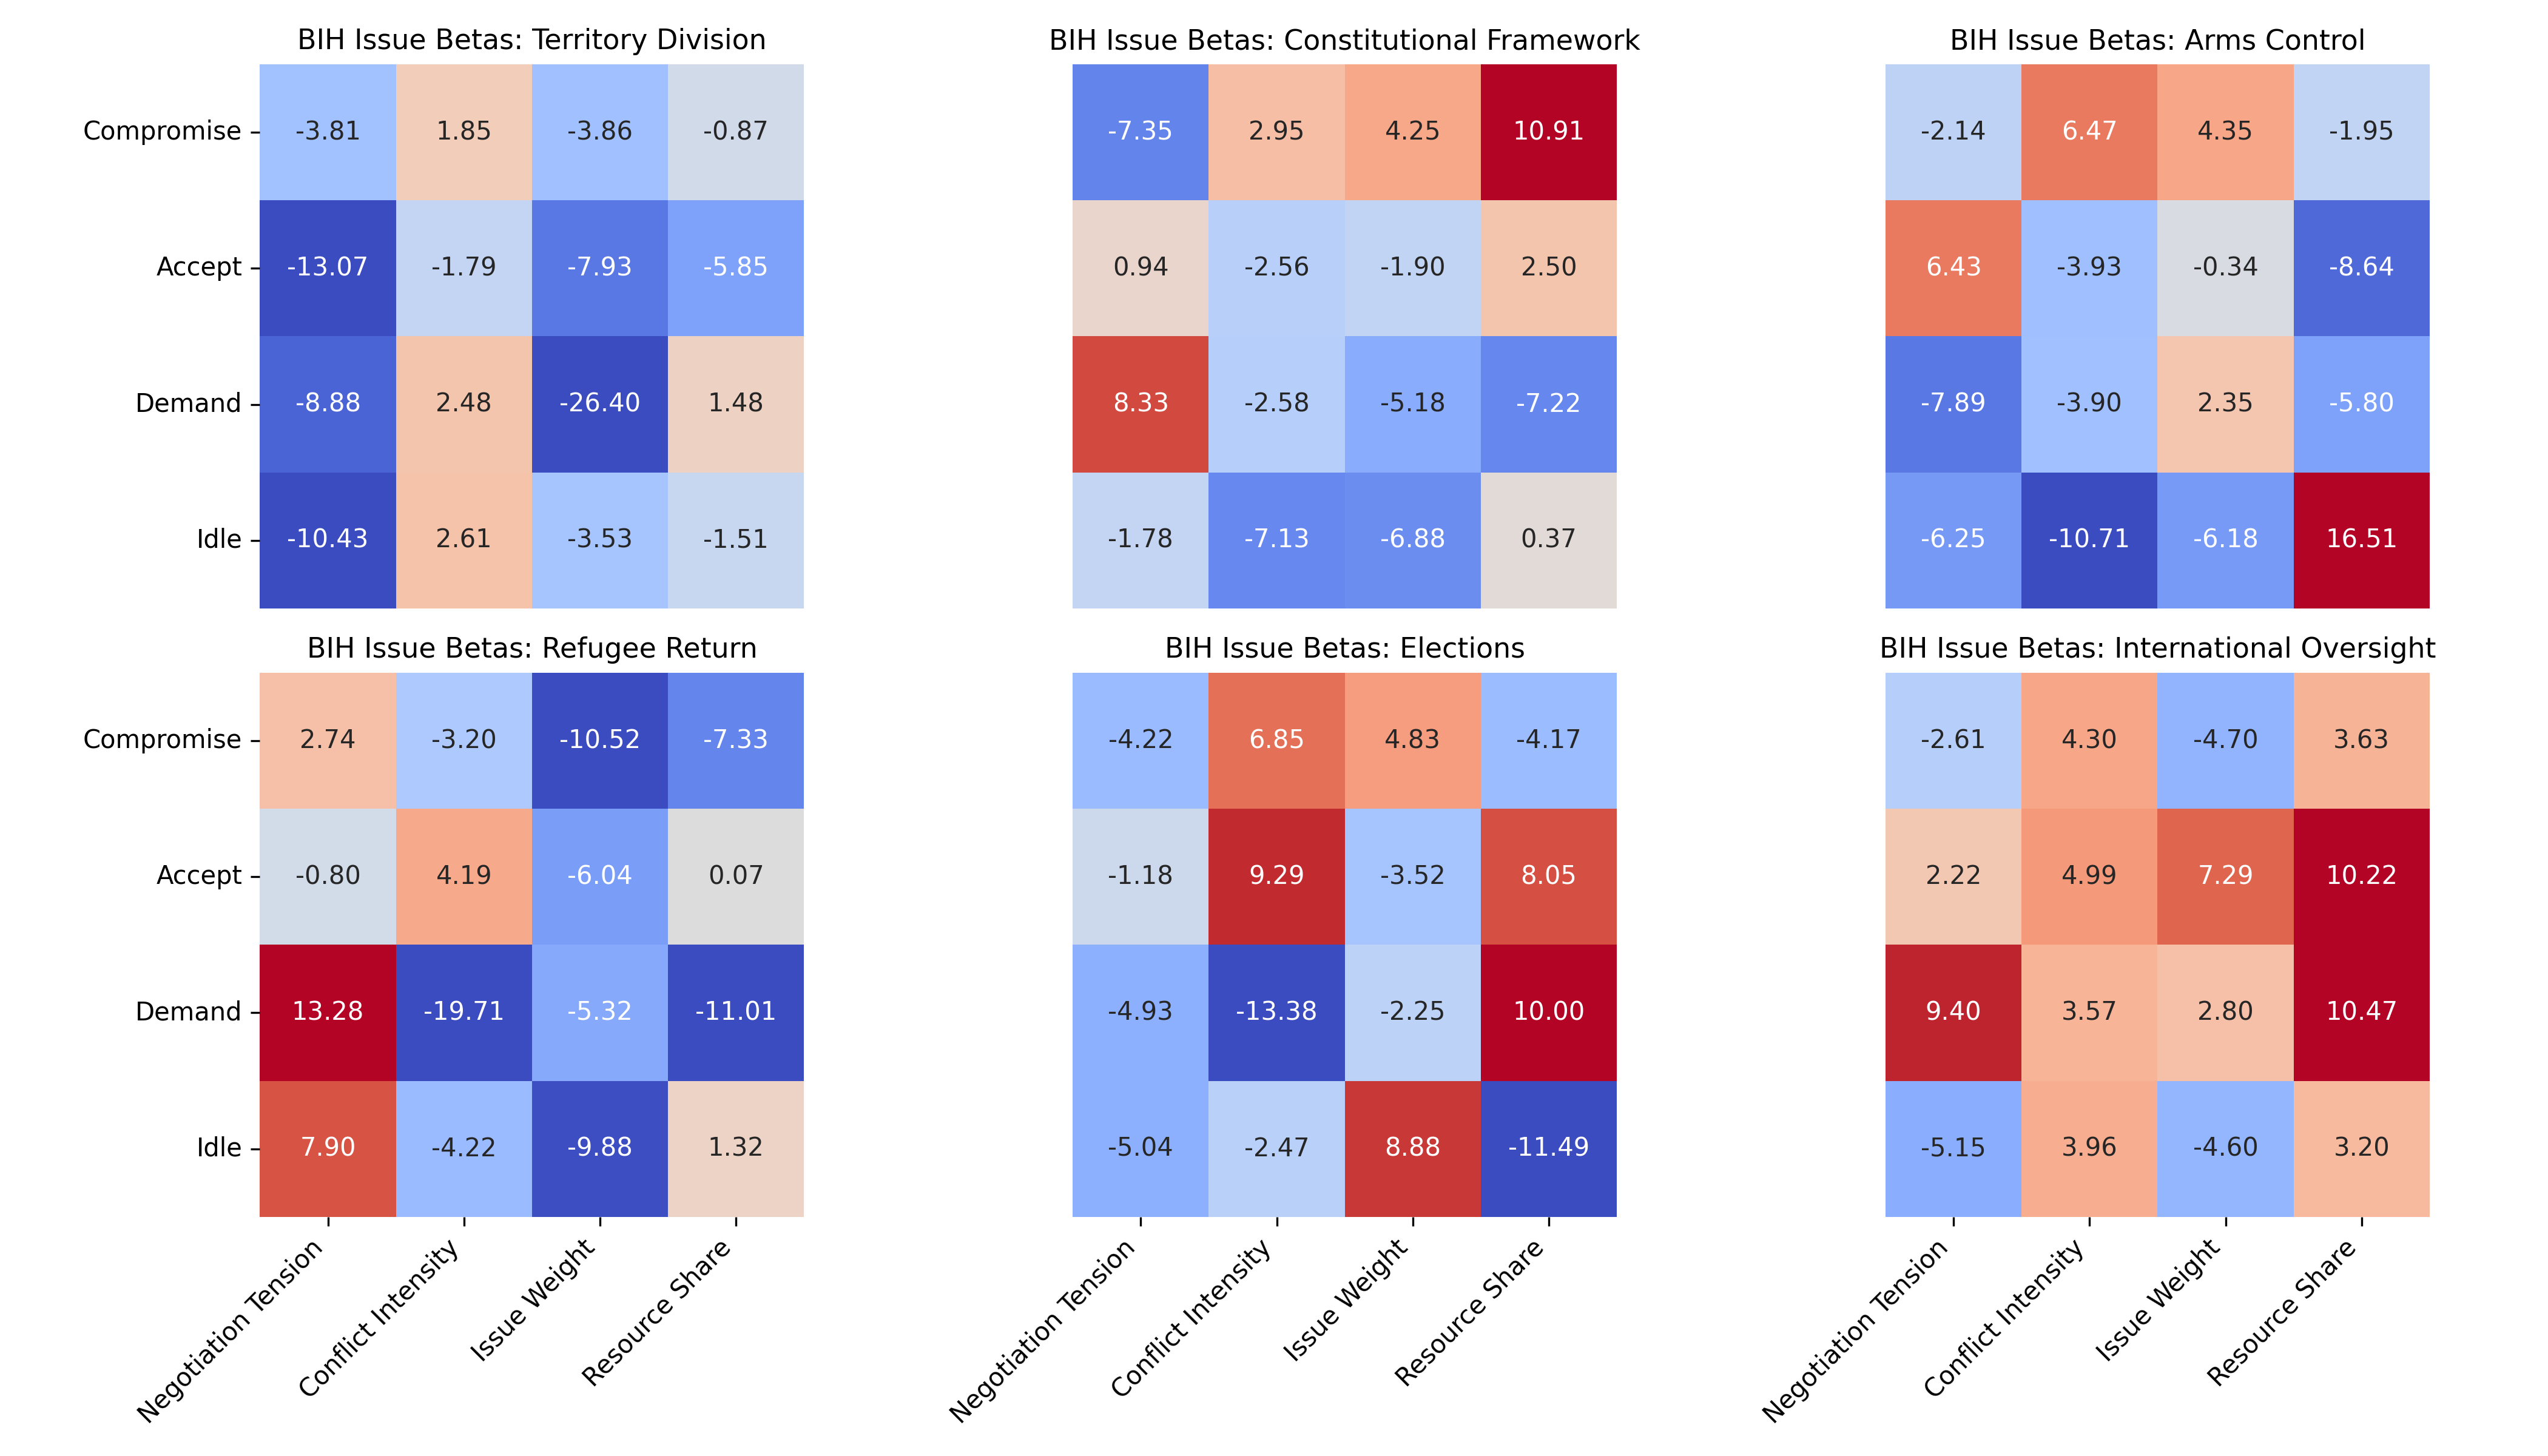 BIH Issue Betas: Territory Division
Compromise -3.81 1.85 -3.86 -0.87
Accept -13.07 -1.79 -7.93 -5.85
Demand -8.88 2.48 -26.40 1.48
Idle -10.43 2.61 -3.53 -1.51
BIH Issue Betas: Constitutional Framework
-7.35 2.95 4.25 10.91
0.94 -2.56 -1.90 2.50
8.33 -2.58 -5.18 -7.22
-1.78 -7.13 -6.88 0.37
BIH Issue Betas: Arms Control
-2.14 6.47 4.35 -1.95
6.43 -3.93 -0.34 -8.64
-7.89 -3.90 2.35 -5.80
-6.25 -10.71 -6.18 16.51
BIH Issue Betas: Refugee Return
Compromise 2.74 -3.20 -10.52 -7.33
Accept -0.80 4.19 -6.04 0.07
Demand 13.28 -19.71 -5.32 -11.01
Idle 7.90 -4.22 -9.88 1.32
Negotiation Tension
Conflict Intensity
Issue Weight
Resource Share
BIH Issue Betas: Elections
-4.22 6.85 4.83 -4.17
-1.18 9.29 -3.52 8.05
-4.93 -13.38 -2.25 10.00
-5.04 -2.47 8.88 -11.49
Negotiation Tension
Conflict Intensity
Issue Weight
Resource Share
BIH Issue Betas: International Oversight
-2.61 4.30 -4.70 3.63
2.22 4.99 7.29 10.22
9.40 3.57 2.80 10.47
-5.15 3.96 -4.60 3.20
Negotiation Tension
Conflict Intensity
Issue Weight
Resource Share